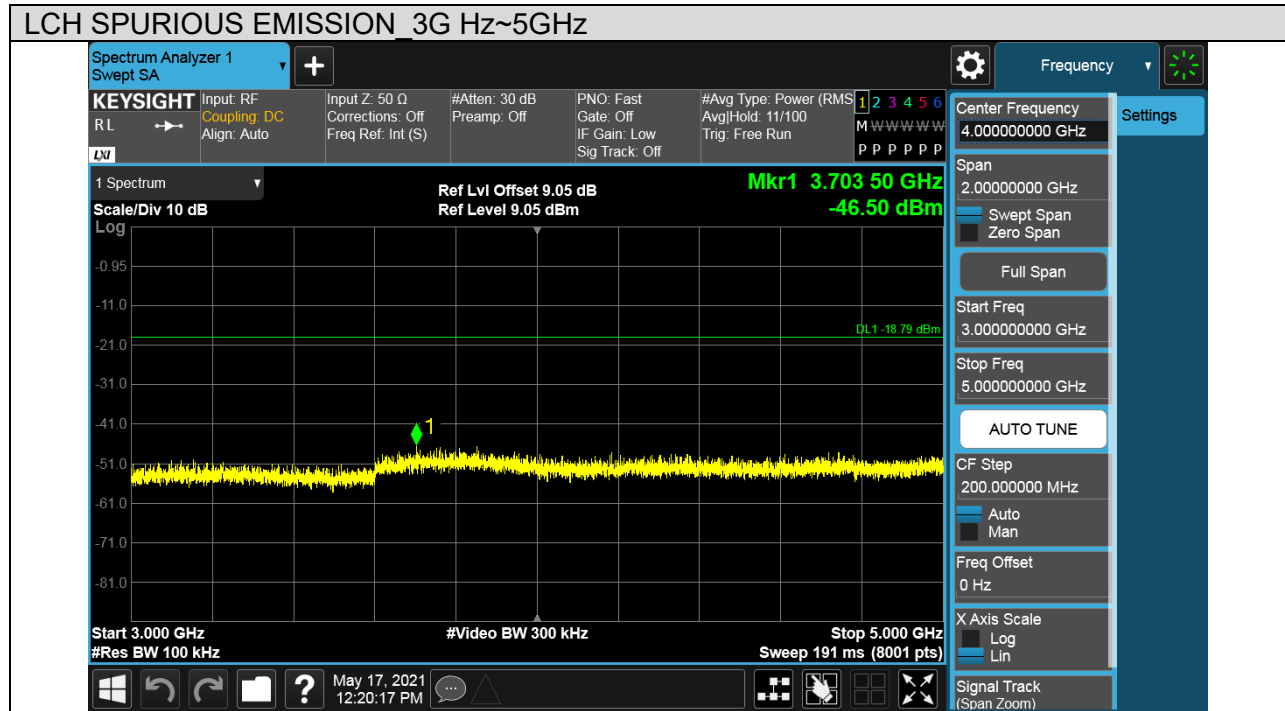 LCH SPURIOUS EMISSION_3G Hz~5GHz
Spectrum Analyzer 1
Swept SA
+
Frequency
KEYSIGHT
R L
LXI
Input: RF
Coupling: DC
Align: Auto
Input Z: 50 Ω
Corrections: Off
Freq Ref: Int (S)
#Atten: 30 dB
Preamp: Off
PNO: Fast
Gate: Off
IF Gain: Low
Sig Track: Off
#Avg Type: Power (RMS
Avg|Hold: 11/100
Trig: Free Run
1 2 3 4 5 6
M W W W W W
P P P P P P
1 Spectrum
Scale/Div 10 dB
Ref Lvl Offset 9.05 dB
Ref Level 9.05 dBm
Mkr1 3.703 50 GHz
-46.50 dBm
Log
-0.95
-11.0
DL1 -18.79 dBm
-21.0
-31.0
-41.0
1
-51.0
-61.0
-71.0
-81.0
Start 3.000 GHz
#Res BW 100 kHz
#Video BW 300 kHz
Stop 5.000 GHz
Sweep 191 ms (8001 pts)
Center Frequency
4.000000000 GHz
Settings
Span
2.00000000 GHz
Swept Span
Zero Span
Full Span
Start Freq
3.000000000 GHz
Stop Freq
5.000000000 GHz
AUTO TUNE
CF Step
200.000000 MHz
Auto
Man
Freq Offset
0 Hz
X Axis Scale
Log
Lin
Signal Track
(Span Zoom)
?
May 17, 2021
12:20:17 PM